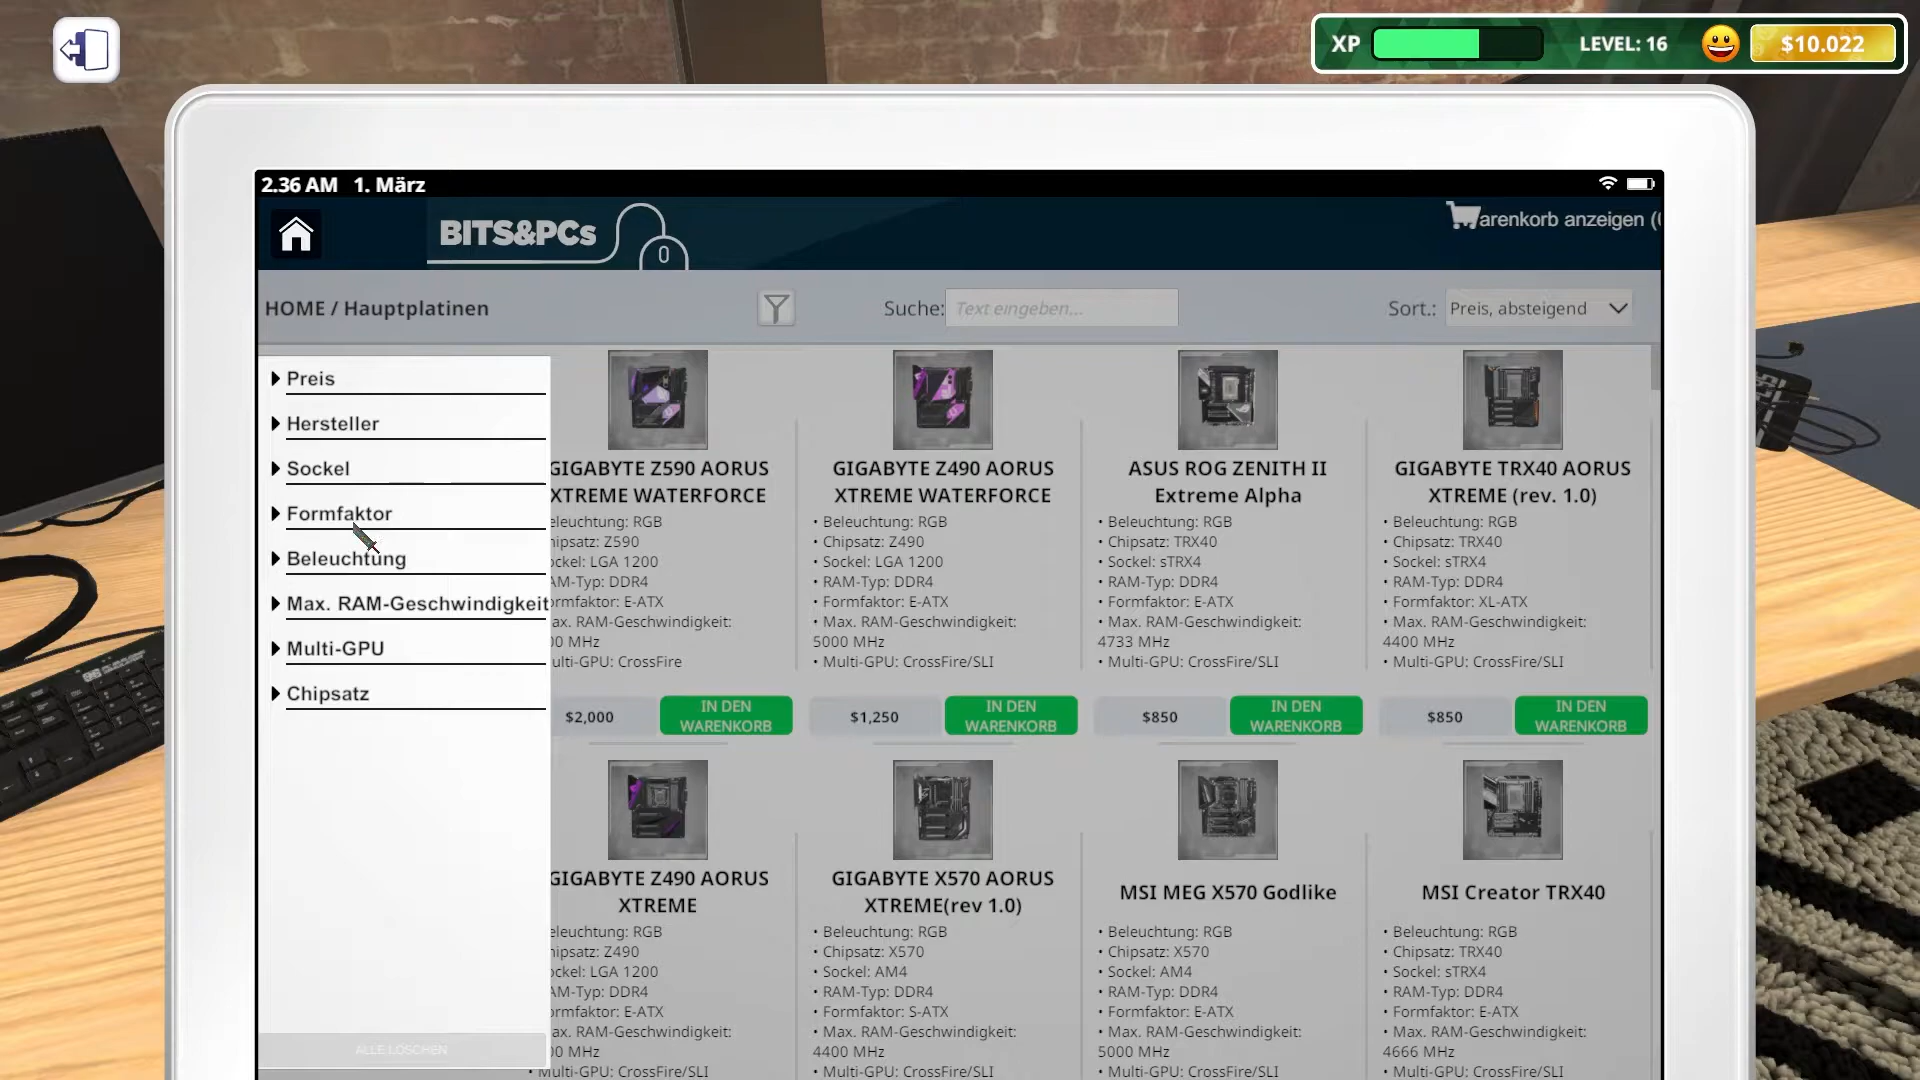 XP
LEVEL: 16
$10.022
2.36 AM 1. März
BITS&PCs
arenkorb anzeigen (
HOME / Hauptplatinen
Suche:
Text eingeben...
Sort.:
Preis, absteigend
Preis
Hersteller
Sockel
Formfaktor
Beleuchtung
Max. RAM-Geschwindigkeit
Multi-GPU
Chipsatz
ALLE LÖSCHEN
GIGABYTE Z590 AORUS
XTREME WATERFORCE
eleuchtung: RGB
hipsatz: Z590
ockel: LGA 1200
AM-Typ: DDR4
ormfaktor: E-ATX
ax. RAM-Geschwindigkeit:
00 MHz
ulti-GPU: CrossFire
$2,000
IN DEN
WARENKORB
GIGABYTE Z490 AORUS
XTREME WATERFORCE
• Beleuchtung: RGB
• Chipsatz: Z490
• Sockel: LGA 1200
• RAM-Typ: DDR4
• Formfaktor: E-ATX
• Max. RAM-Geschwindigkeit:
5000 MHz
• Multi-GPU: CrossFire/SLI
$1,250
IN DEN
WARENKORB
ASUS ROG ZENITH II
Extreme Alpha
• Beleuchtung: RGB
• Chipsatz: TRX40
• Sockel: sTRX4
• RAM-Typ: DDR4
• Formfaktor: E-ATX
• Max. RAM-Geschwindigkeit:
4733 MHz
• Multi-GPU: CrossFire/SLI
$850
IN DEN
WARENKORB
GIGABYTE TRX40 AORUS
XTREME (rev. 1.0)
• Beleuchtung: RGB
• Chipsatz: TRX40
• Sockel: sTRX4
• RAM-Typ: DDR4
• Formfaktor: XL-ATX
• Max. RAM-Geschwindigkeit:
4400 MHz
• Multi-GPU: CrossFire/SLI
$850
IN DEN
WARENKORB
GIGABYTE Z490 AORUS
XTREME
eleuchtung: RGB
hipsatz: Z490
ockel: LGA 1200
AM-Typ: DDR4
ormfaktor: E-ATX
ax. RAM-Geschwindigkeit:
00 MHz
• Multi-GPU: CrossFire/SLI
GIGABYTE X570 AORUS
XTREME(rev 1.0)
• Beleuchtung: RGB
• Chipsatz: X570
• Sockel: AM4
• RAM-Typ: DDR4
• Formfaktor: S-ATX
• Max. RAM-Geschwindigkeit:
4400 MHz
• Multi-GPU: CrossFire/SLI
MSI MEG X570 Godlike
• Beleuchtung: RGB
• Chipsatz: X570
• Sockel: AM4
• RAM-Typ: DDR4
• Formfaktor: E-ATX
• Max. RAM-Geschwindigkeit:
5000 MHz
• Multi-GPU: CrossFire/SLI
MSI Creator TRX40
• Beleuchtung: RGB
• Chipsatz: TRX40
• Sockel: sTRX4
• RAM-Typ: DDR4
• Formfaktor: E-ATX
• Max. RAM-Geschwindigkeit:
4666 MHz
• Multi-GPU: CrossFire/SLI